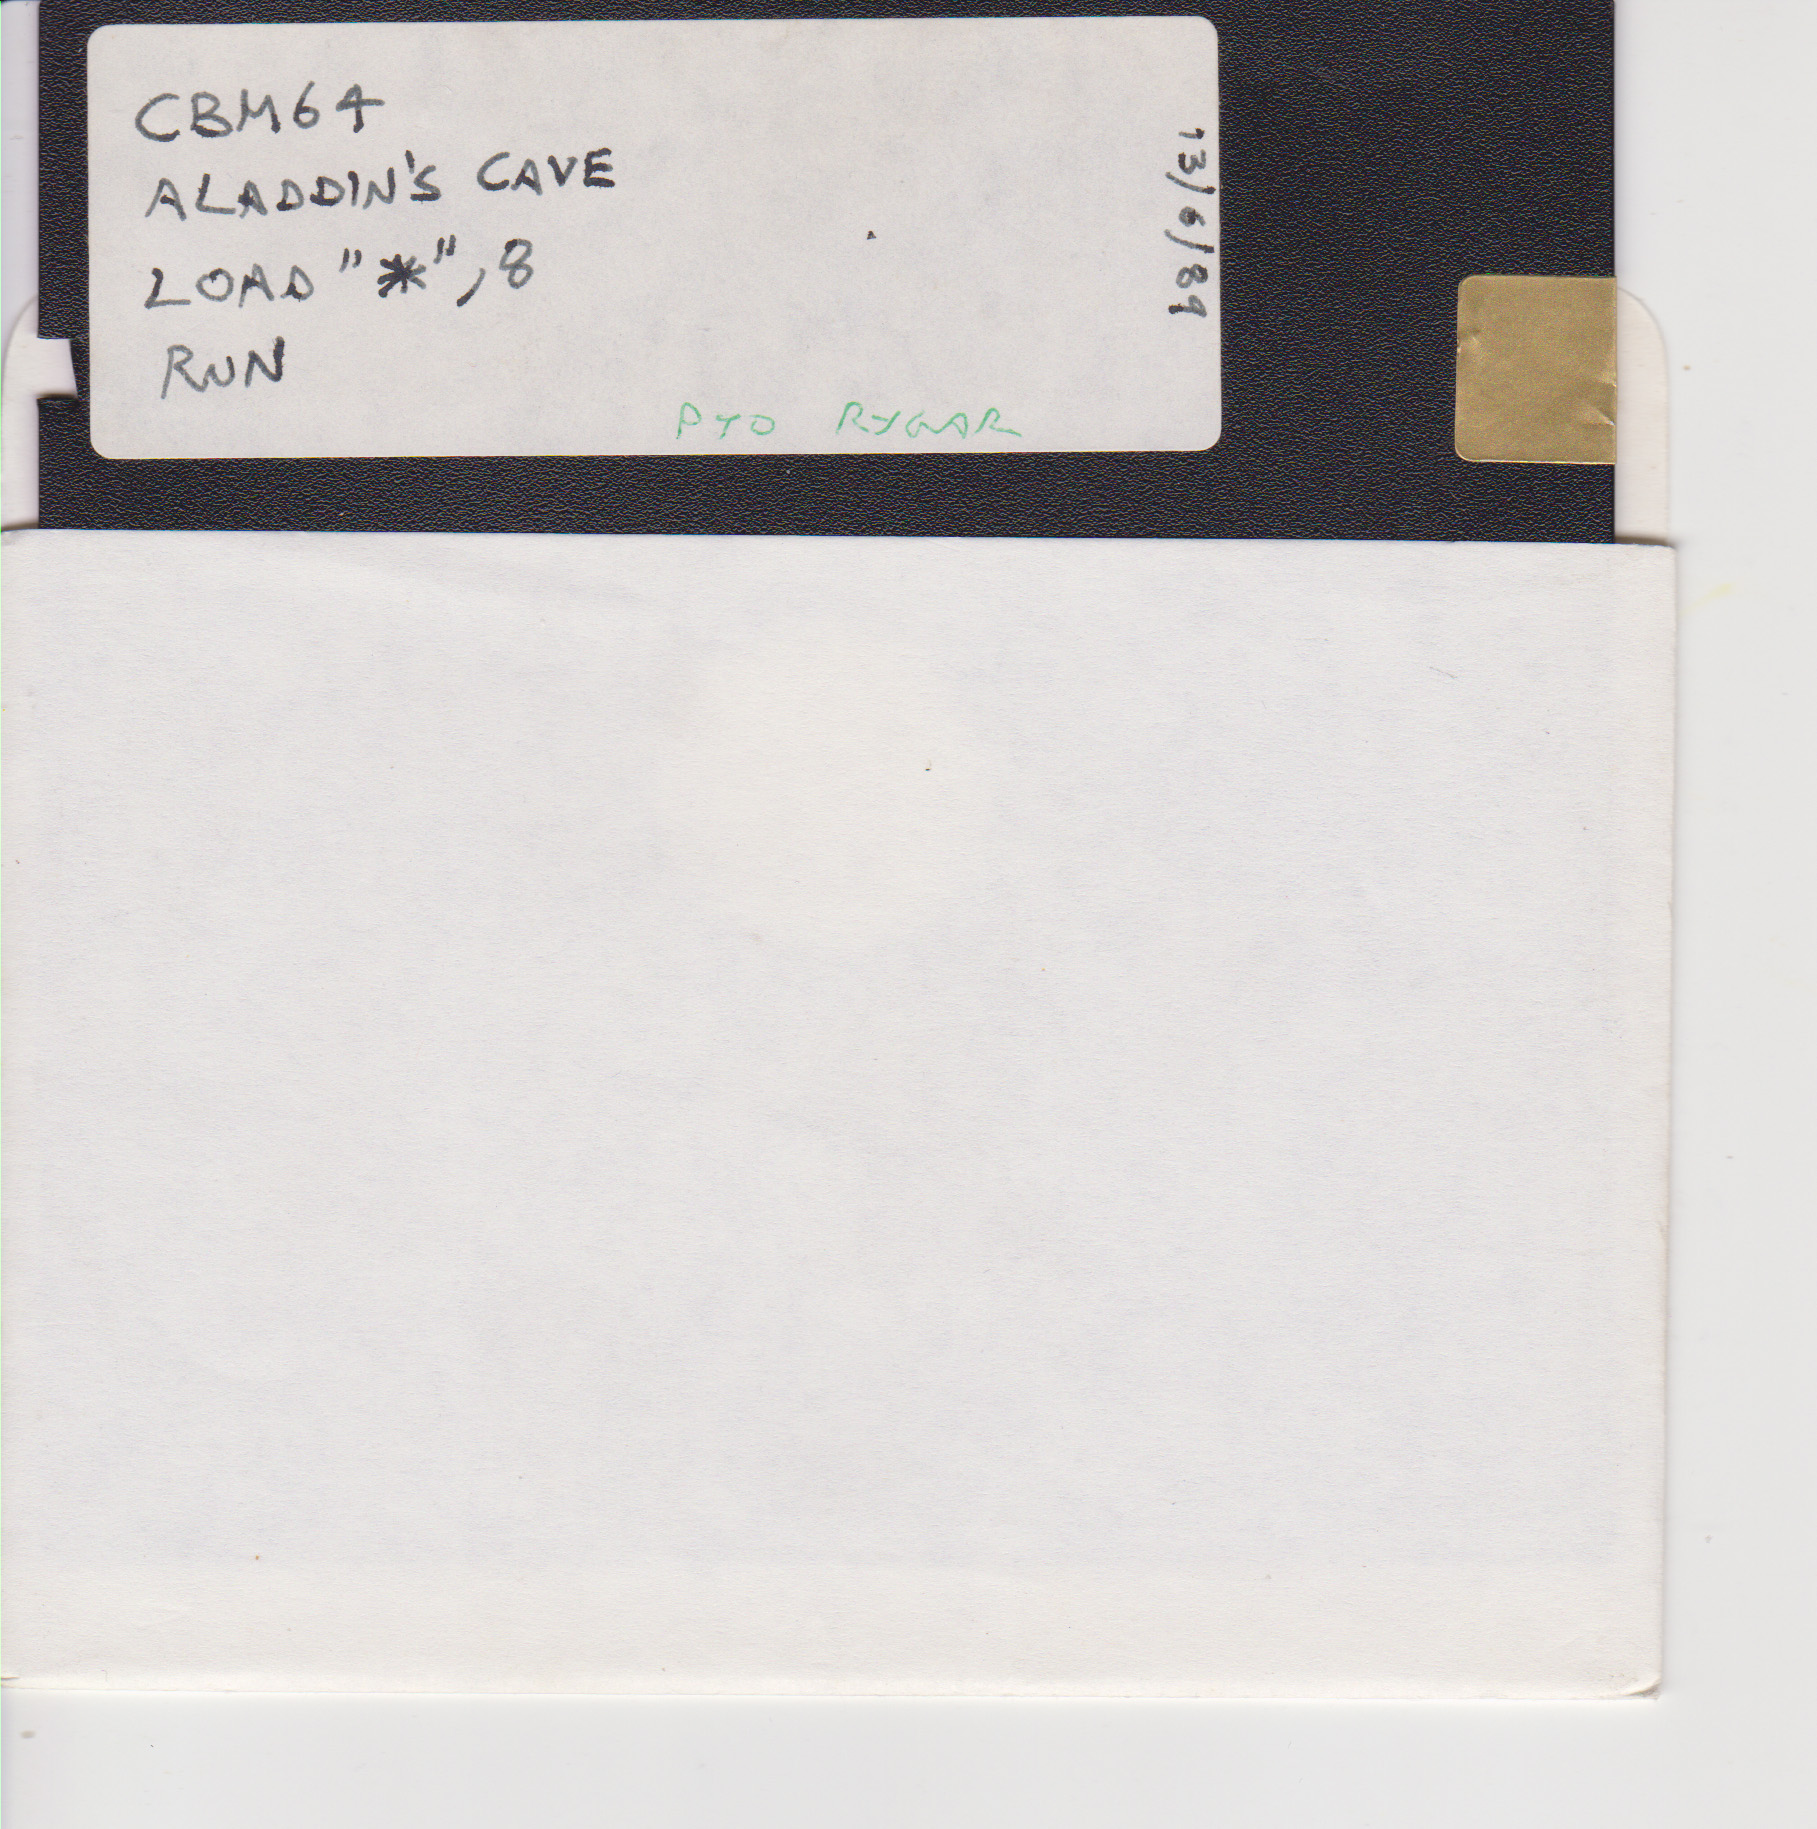 CBM64
ALADDIN'S CAVE
LOAD "*",8
RUN
PTO RYGAR
13/6/89